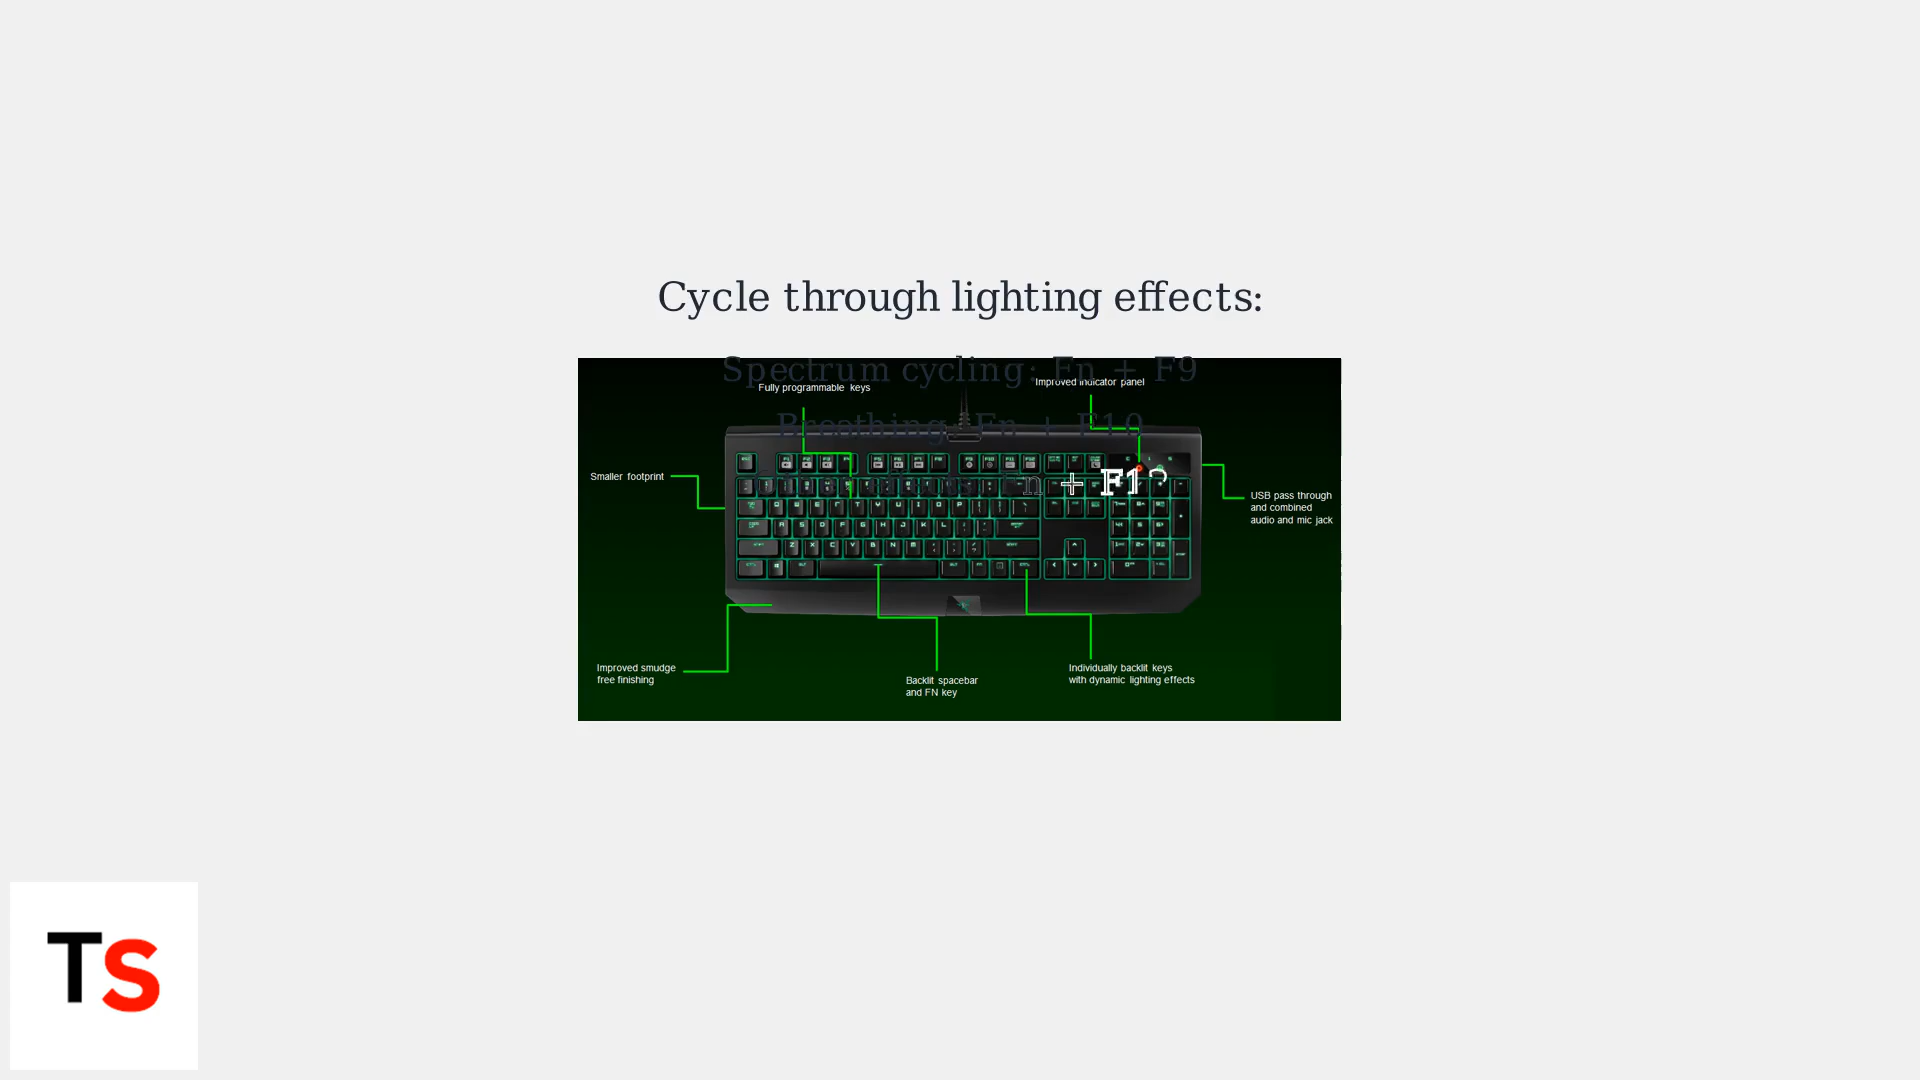 Cycle through lighting effects:
Spectrum cycling: Fn + F9
Fully programmable keys
Improved indicator panel
Breathing: Fn + F10
Smaller footprint
+ F12
USB pass through
and combined
audio and mic jack
Improved smudge
free finishing
Backlit spacebar
and FN key
Individually backlit keys
with dynamic lighting effects
TS